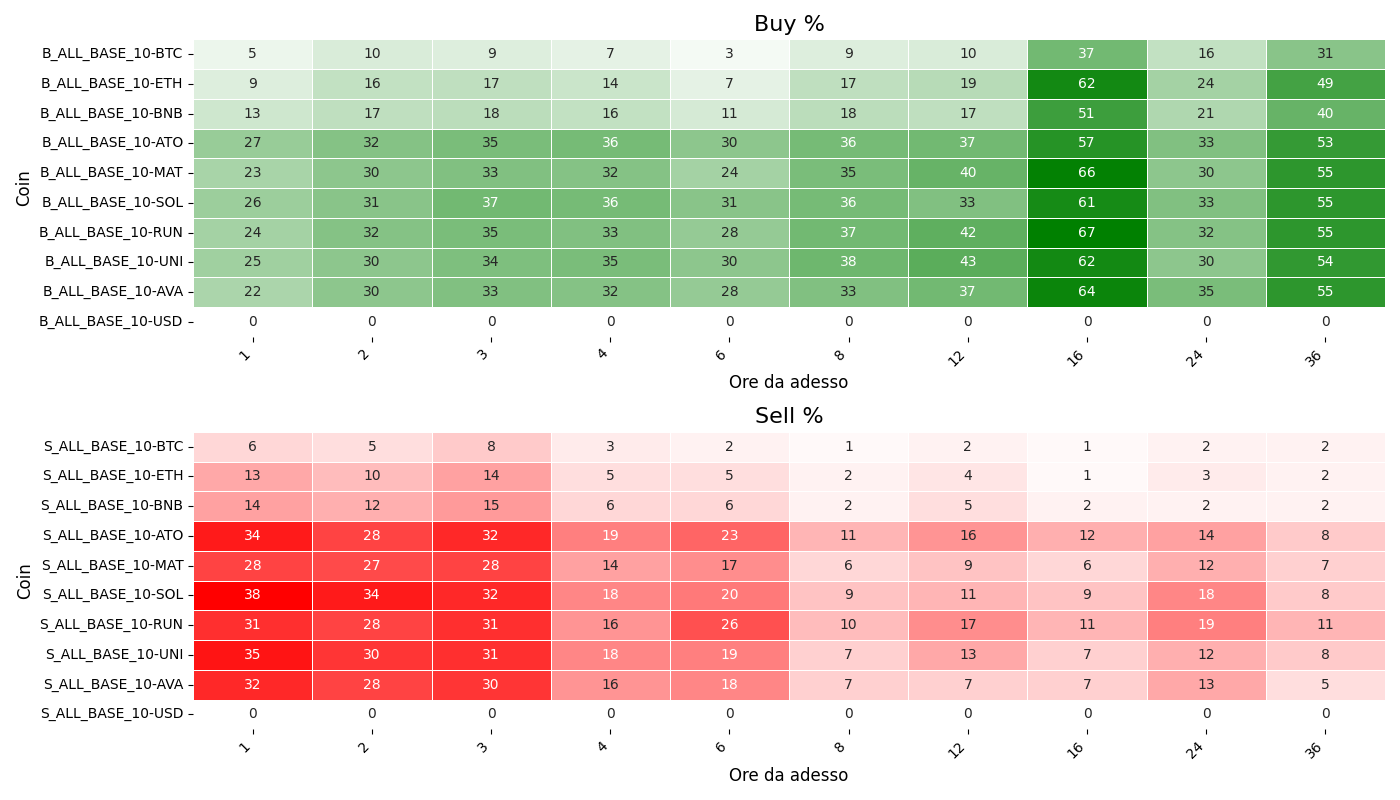 Buy %
Coin
B_ALL_BASE_10-BTC 5 10 9 7 3 9 10 37 16 31
B_ALL_BASE_10-ETH 9 16 17 14 7 17 19 62 24 49
B_ALL_BASE_10-BNB 13 17 18 16 11 18 17 51 21 40
B_ALL_BASE_10-ATO 27 32 35 36 30 36 37 57 33 53
B_ALL_BASE_10-MAT 23 30 33 32 24 35 40 66 30 55
B_ALL_BASE_10-SOL 26 31 37 36 31 36 33 61 33 55
B_ALL_BASE_10-RUN 24 32 35 33 28 37 42 67 32 55
B_ALL_BASE_10-UNI 25 30 34 35 30 38 43 62 30 54
B_ALL_BASE_10-AVA 22 30 33 32 28 33 37 64 35 55
B_ALL_BASE_10-USD 0 0 0 0 0 0 0 0 0 0
1 2 3 4 6 8 12 16 24 36
Ore da adesso
Sell %
Coin
S_ALL_BASE_10-BTC 6 5 8 3 2 1 2 1 2 2
S_ALL_BASE_10-ETH 13 10 14 5 5 2 4 1 3 2
S_ALL_BASE_10-BNB 14 12 15 6 6 2 5 2 2 2
S_ALL_BASE_10-ATO 34 28 32 19 23 11 16 12 14 8
S_ALL_BASE_10-MAT 28 27 28 14 17 6 9 6 12 7
S_ALL_BASE_10-SOL 38 34 32 18 20 9 11 9 18 8
S_ALL_BASE_10-RUN 31 28 31 16 26 10 17 11 19 11
S_ALL_BASE_10-UNI 35 30 31 18 19 7 13 7 12 8
S_ALL_BASE_10-AVA 32 28 30 16 18 7 7 7 13 5
S_ALL_BASE_10-USD 0 0 0 0 0 0 0 0 0 0
1 2 3 4 6 8 12 16 24 36
Ore da adesso